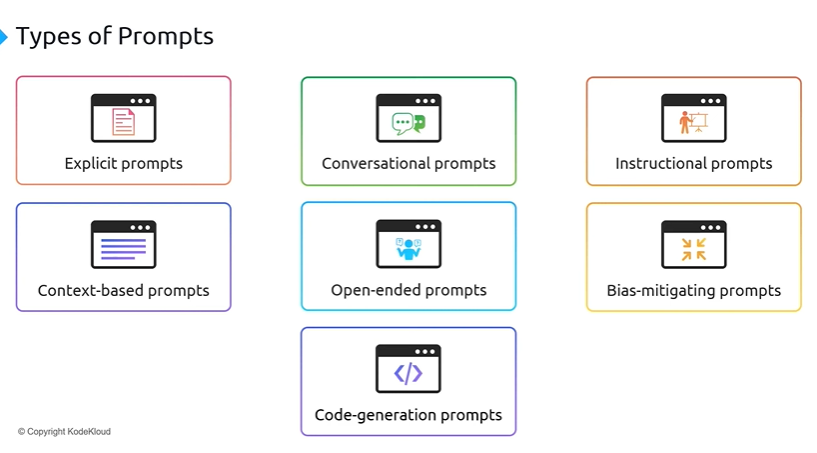 Types of Prompts
Explicit prompts
Conversational prompts
Instructional prompts
Context-based prompts
Open-ended prompts
Bias-mitigating prompts
Code-generation prompts
© Copyright KodeKloud